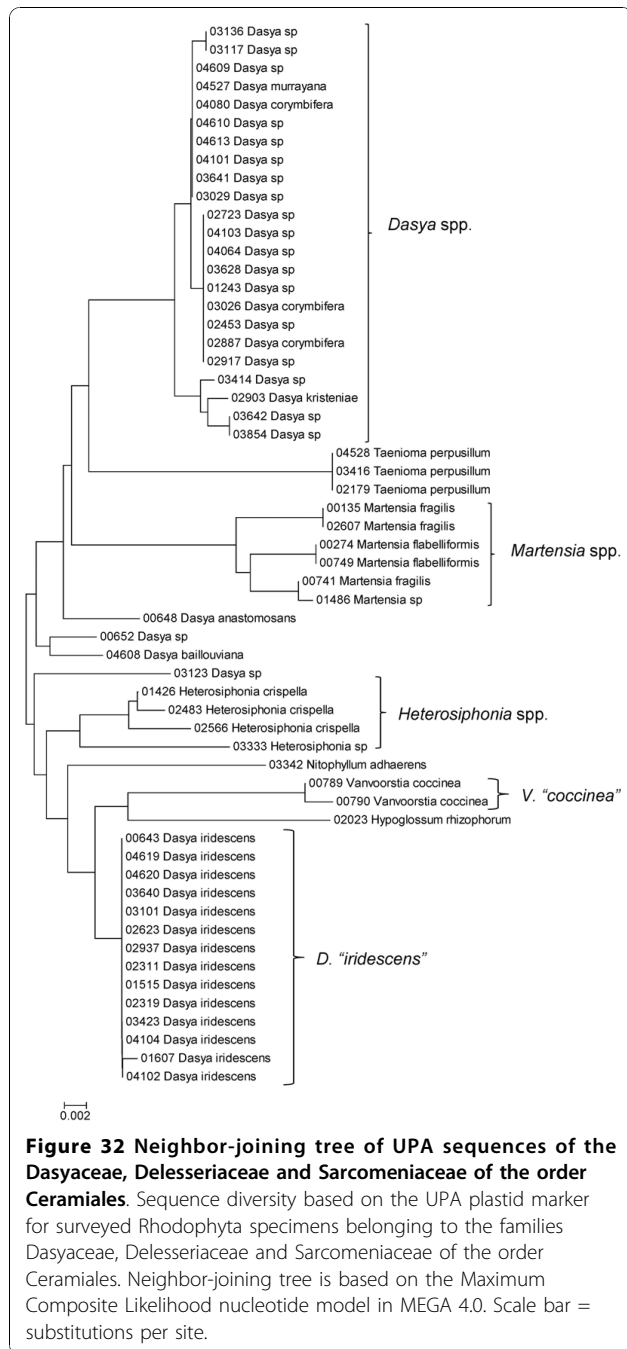 03136 Dasya sp
03117 Dasya sp
04609 Dasya sp
04527 Dasya murrayana
04080 Dasya corymbifera
04610 Dasya sp
04613 Dasya sp
04101 Dasya sp
03641 Dasya sp
03029 Dasya sp
02723 Dasya sp
04103 Dasya sp
04064 Dasya sp
03628 Dasya sp
01243 Dasya sp
03026 Dasya corymbifera
02453 Dasya sp
02887 Dasya corymbifera
02917 Dasya sp
03414 Dasya sp
02903 Dasya kristeniae
03642 Dasya sp
03854 Dasya sp
Dasya spp.
04528 Taenioma perpusillum
03416 Taenioma perpusillum
02179 Taenioma perpusillum
00135 Martensia fragilis
02607 Martensia fragilis
00274 Martensia flabelliformis
00749 Martensia flabelliformis
00741 Martensia fragilis
01486 Martensia sp
Martensia spp.
00648 Dasya anastomosans
00652 Dasya sp
04608 Dasya baillouviana
03123 Dasya sp
01426 Heterosiphonia crispella
02483 Heterosiphonia crispella
02566 Heterosiphonia crispella
03333 Heterosiphonia sp
Heterosiphonia spp.
03342 Nitophyllum adhaerens
00789 Vanvoorstia coccinea
00790 Vanvoorstia coccinea
V. “coccinea”
02023 Hypoglossum rhizophorum
00643 Dasya iridescens
04619 Dasya iridescens
04620 Dasya iridescens
03640 Dasya iridescens
03101 Dasya iridescens
02623 Dasya iridescens
02937 Dasya iridescens
02311 Dasya iridescens
01515 Dasya iridescens
02319 Dasya iridescens
03423 Dasya iridescens
04104 Dasya iridescens
01607 Dasya iridescens
04102 Dasya iridescens
D. “iridescens”
0.002
Figure 32 Neighbor-joining tree of UPA sequences of the
Dasyaceae, Delesseriaceae and Sarcomeniaceae of the order
Ceramiales. Sequence diversity based on the UPA plastid marker
for surveyed Rhodophyta specimens belonging to the families
Dasyaceae, Delesseriaceae and Sarcomeniaceae of the order
Ceramiales. Neighbor-joining tree is based on the Maximum
Composite Likelihood nucleotide model in MEGA 4.0. Scale bar =
substitutions per site.